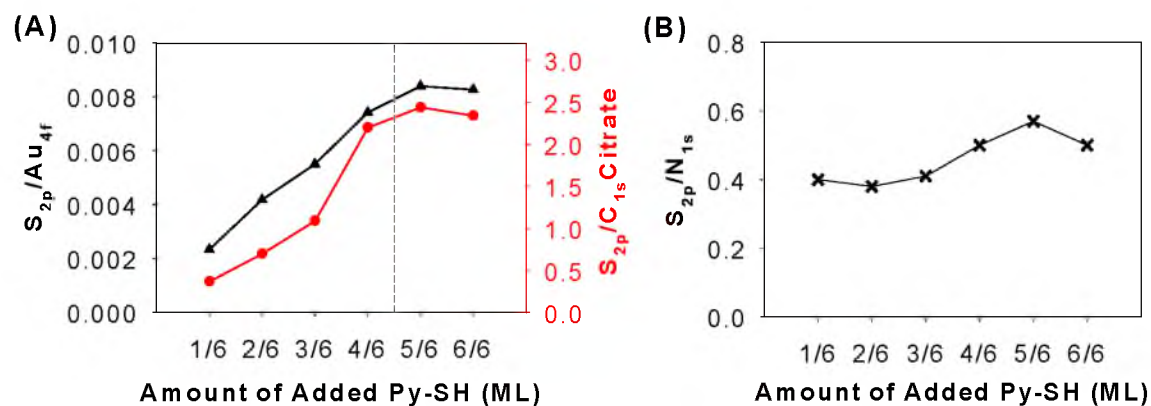 (A)
0.010
0.008
0.006
0.004
0.002
0.000
S2p/Au4f
3.0
2.5
2.0
1.5
1.0
0.5
0.0
S2p/C1sCitrate
1/6 2/6 3/6 4/6 5/6 6/6
Amount of Added Py-SH (ML)
(B)
0.8
0.6
0.4
0.2
0.0
S2p/N1s
1/6 2/6 3/6 4/6 5/6 6/6
Amount of Added Py-SH (ML)